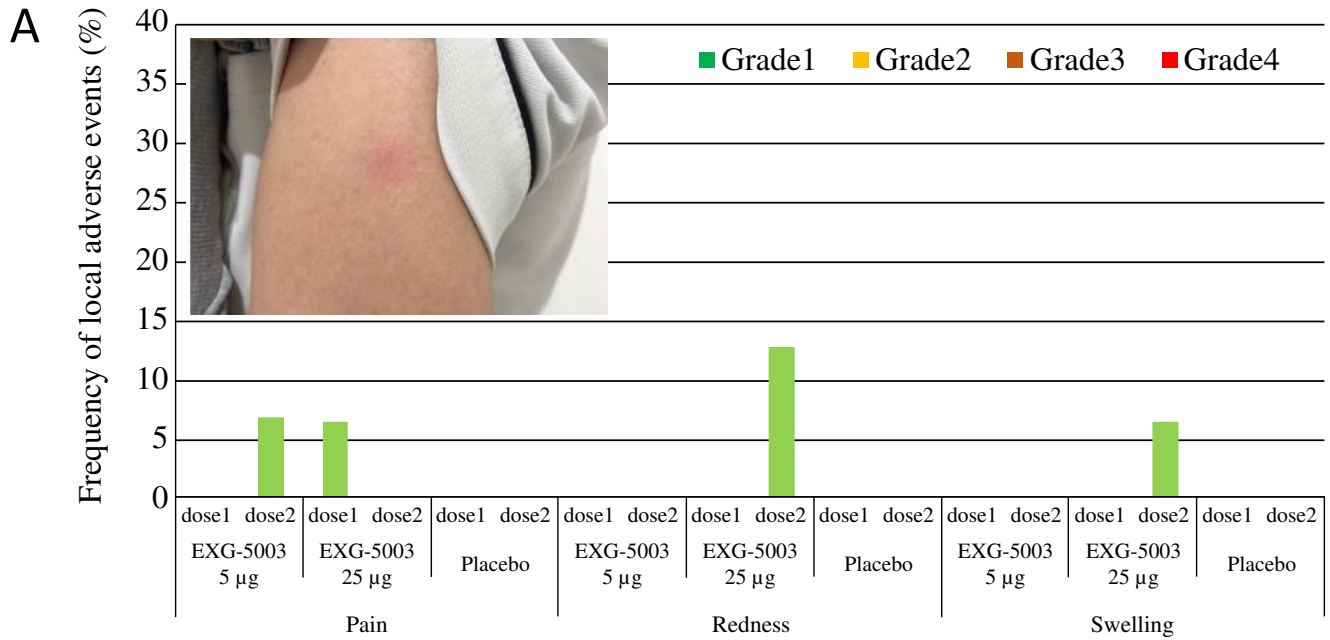 A
Frequency of local adverse events (%)
40
35
30
25
20
15
10
5
0
Grade1 Grade2 Grade3 Grade4
dose1 dose2 dose1 dose2 dose1 dose2 dose1 dose2 dose1 dose2 dose1 dose2 dose1 dose2 dose1 dose2 dose1 dose2
EXG-5003 EXG-5003 Placebo EXG-5003 EXG-5003 Placebo EXG-5003 EXG-5003 Placebo
5 µg 25 µg 5 µg 25 µg 5 µg 25 µg
Pain Redness Swelling